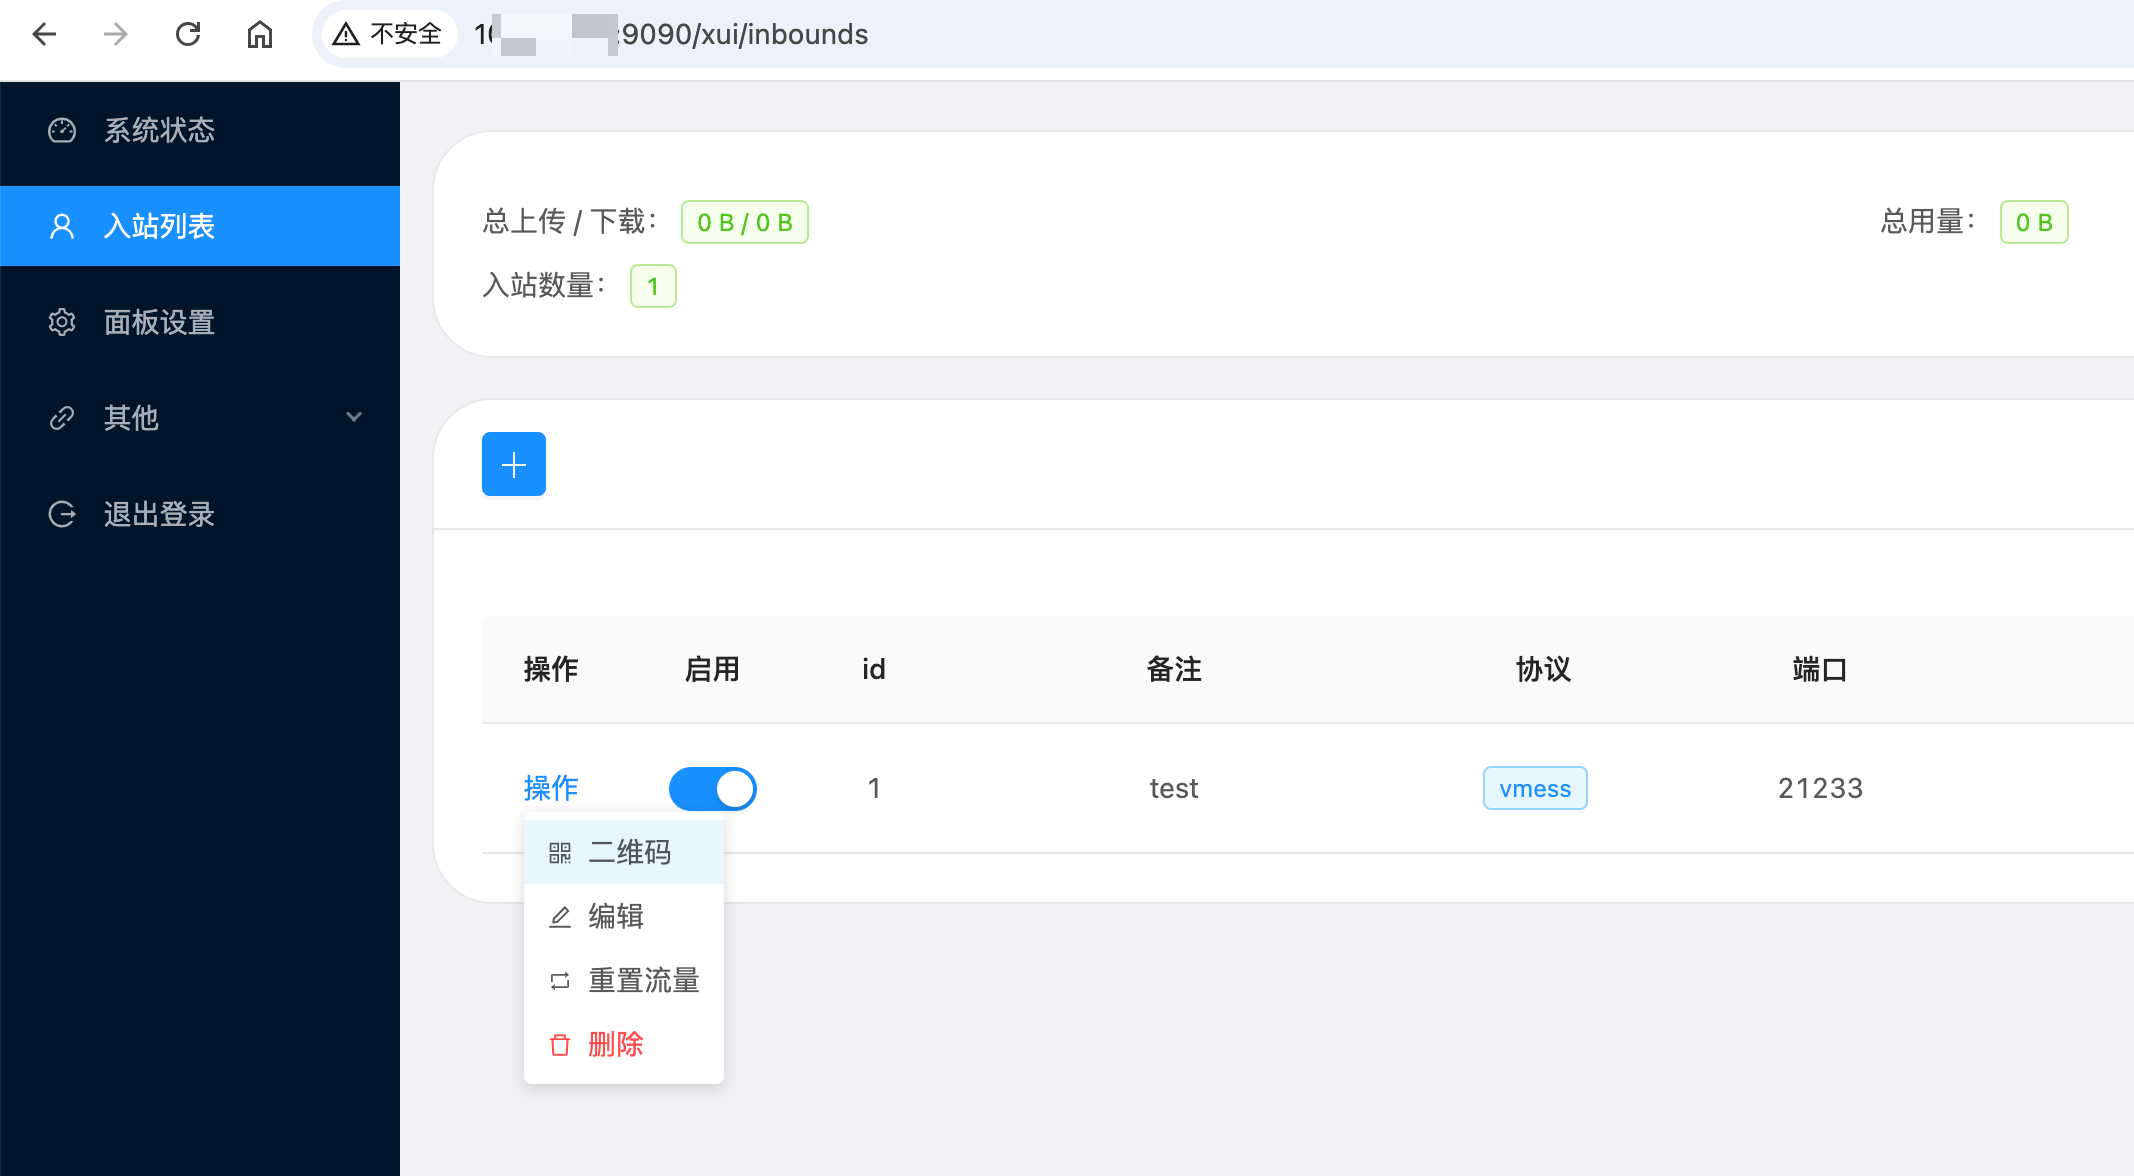 不安全 :9090/xui/inbounds
系统状态
入站列表
面板设置
其他
退出登录
总上传 / 下载： 0 B / 0 B
总用量： 0 B
入站数量： 1
操作 启用 id 备注 协议 端口
操作 1 test vmess 21233
二维码
编辑
重置流量
删除